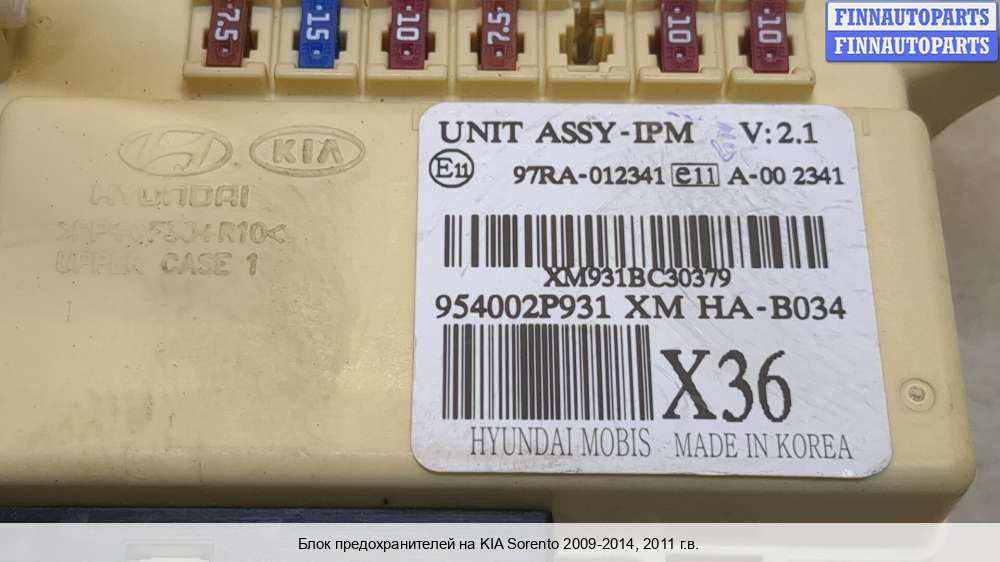 7.5 15 10 7.5 10 10
FINNAUTOPARTS
FINNAUTOPARTS
UNIT ASSY-IPM V: 2.1
E11 97RA-012341 e11 A-00 2341
KIA
HYUNDAI
R10<
UPPER CASE 1
XM931BC30379
954002P931 XM HA-B034
X36
HYUNDAI MOBIS MADE IN KOREA
Блок предохранителей на KIA Sorento 2009-2014, 2011 г.в.